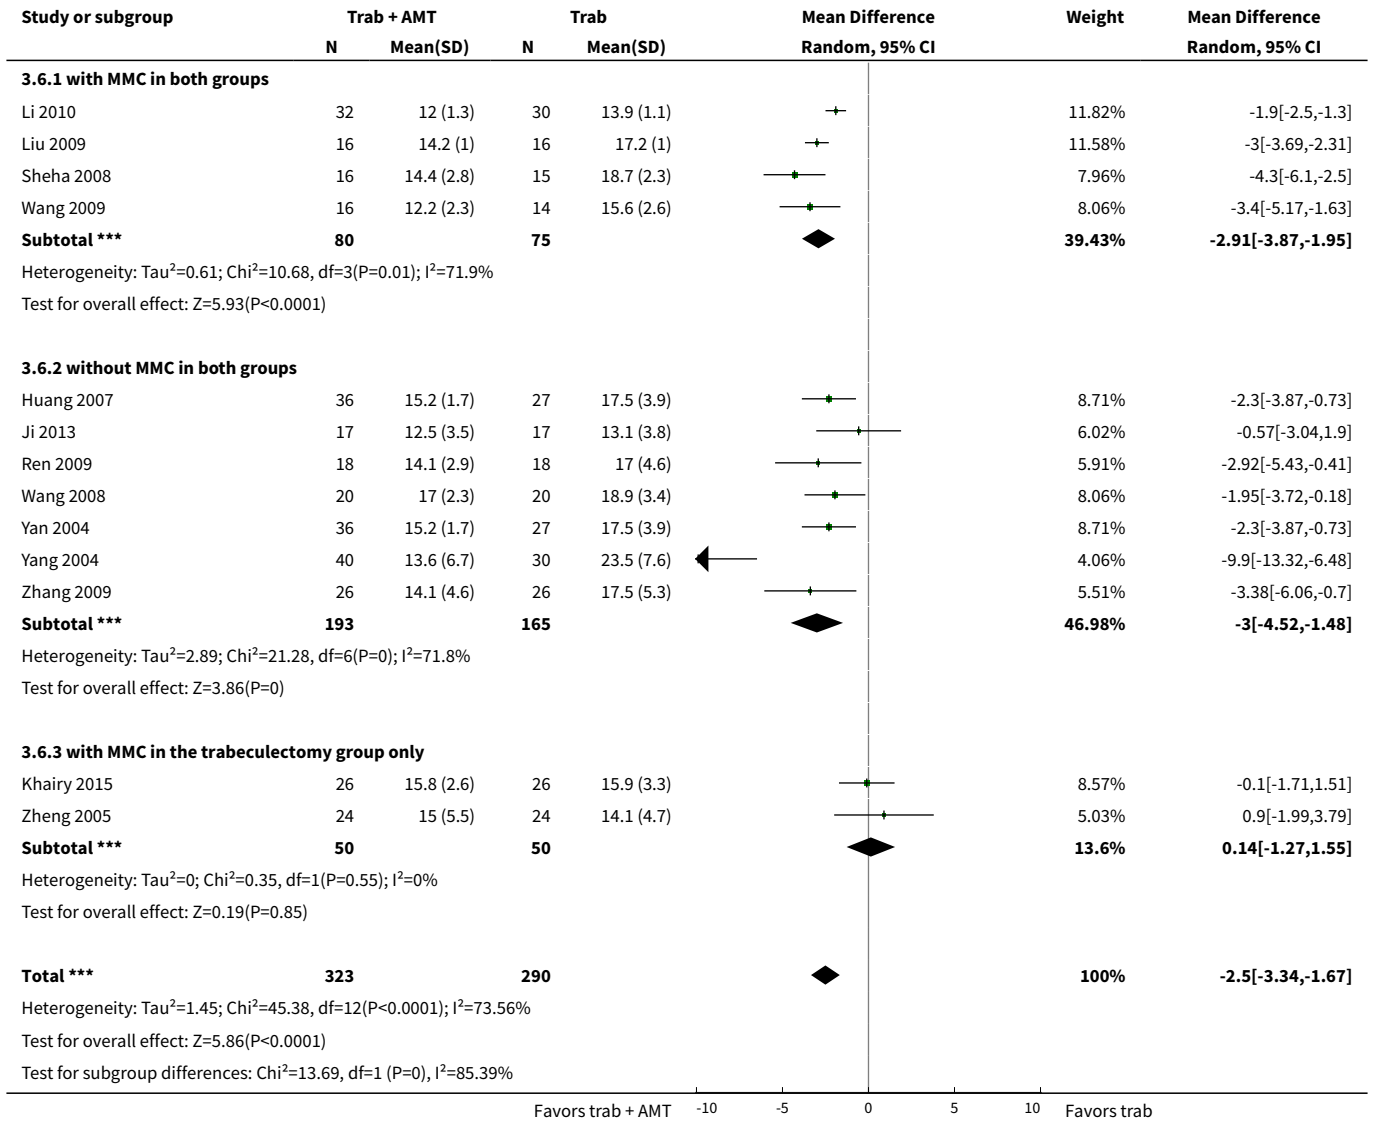 Study or subgroup Trab + AMT Trab Mean Difference Weight Mean Difference
N Mean(SD) N Mean(SD) Random, 95% CI Random, 95% CI
3.6.1 with MMC in both groups
Li 2010 32 12 (1.3) 30 13.9 (1.1) 11.82% -1.9[-2.5,-1.3]
Liu 2009 16 14.2 (1) 16 17.2 (1) 11.58% -3[-3.69,-2.31]
Sheha 2008 16 14.4 (2.8) 15 18.7 (2.3) 7.96% -4.3[-6.1,-2.5]
Wang 2009 16 12.2 (2.3) 14 15.6 (2.6) 8.06% -3.4[-5.17,-1.63]
Subtotal *** 80 75 39.43% -2.91[-3.87,-1.95]
Heterogeneity: Tau²=0.61; Chi²=10.68, df=3(P=0.01); I²=71.9%
Test for overall effect: Z=5.93(P<0.0001)
3.6.2 without MMC in both groups
Huang 2007 36 15.2 (1.7) 27 17.5 (3.9) 8.71% -2.3[-3.87,-0.73]
Ji 2013 17 12.5 (3.5) 17 13.1 (3.8) 6.02% -0.57[-3.04,1.9]
Ren 2009 18 14.1 (2.9) 18 17 (4.6) 5.91% -2.92[-5.43,-0.41]
Wang 2008 20 17 (2.3) 20 18.9 (3.4) 8.06% -1.95[-3.72,-0.18]
Yan 2004 36 15.2 (1.7) 27 17.5 (3.9) 8.71% -2.3[-3.87,-0.73]
Yang 2004 40 13.6 (6.7) 30 23.5 (7.6) 4.06% -9.9[-13.32,-6.48]
Zhang 2009 26 14.1 (4.6) 26 17.5 (5.3) 5.51% -3.38[-6.06,-0.7]
Subtotal *** 193 165 46.98% -3[-4.52,-1.48]
Heterogeneity: Tau²=2.89; Chi²=21.28, df=6(P=0); I²=71.8%
Test for overall effect: Z=3.86(P=0)
3.6.3 with MMC in the trabeculectomy group only
Khairy 2015 26 15.8 (2.6) 26 15.9 (3.3) 8.57% -0.1[-1.71,1.51]
Zheng 2005 24 15 (5.5) 24 14.1 (4.7) 5.03% 0.9[-1.99,3.79]
Subtotal *** 50 50 13.6% 0.14[-1.27,1.55]
Heterogeneity: Tau²=0; Chi²=0.35, df=1(P=0.55); I²=0%
Test for overall effect: Z=0.19(P=0.85)
Total *** 323 290 100% -2.5[-3.34,-1.67]
Heterogeneity: Tau²=1.45; Chi²=45.38, df=12(P<0.0001); I²=73.56%
Test for overall effect: Z=5.86(P<0.0001)
Test for subgroup differences: Chi²=13.69, df=1 (P=0), I²=85.39%
Favors trab + AMT -10 -5 0 5 10 Favors trab